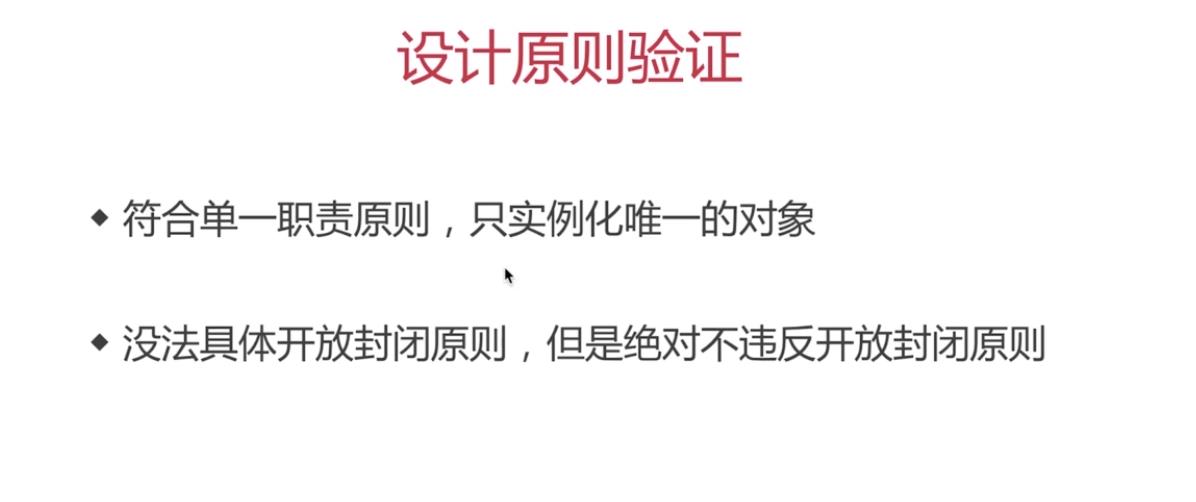 设计原则验证
符合单一职责原则，只实例化唯一的对象
没法具体开放封闭原则，但是绝对不违反开放封闭原则